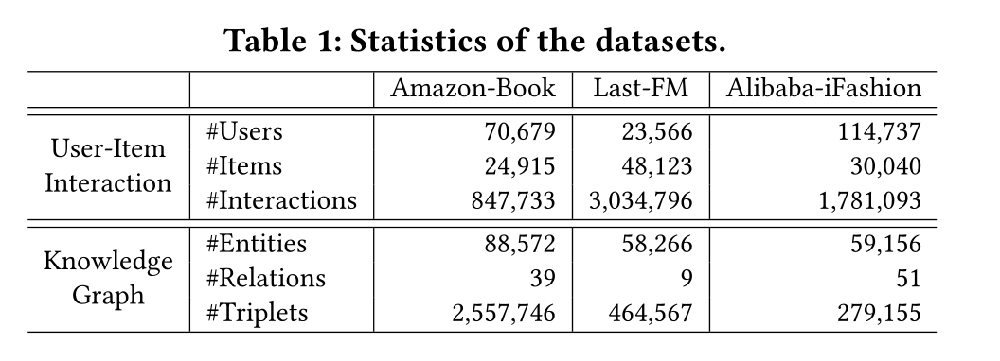 Table 1: Statistics of the datasets.
Amazon-Book Last-FM Alibaba-iFashion
User-Item Interaction
#Users 70,679 23,566 114,737
#Items 24,915 48,123 30,040
#Interactions 847,733 3,034,796 1,781,093
Knowledge Graph
#Entities 88,572 58,266 59,156
#Relations 39 9 51
#Triplets 2,557,746 464,567 279,155